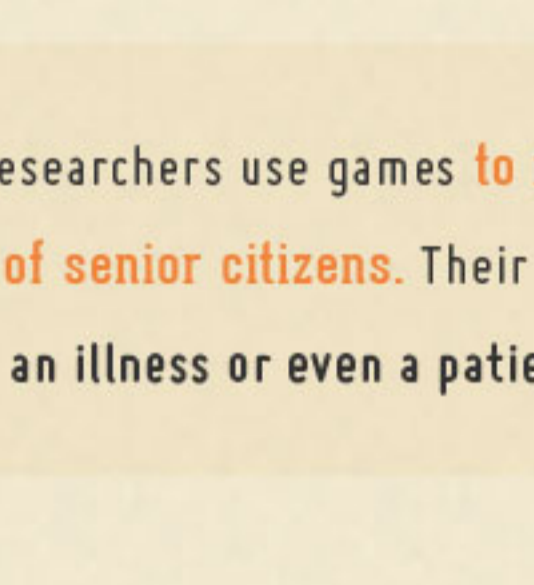 esearchers use games to
of senior citizens. Their
an illness or even a patie